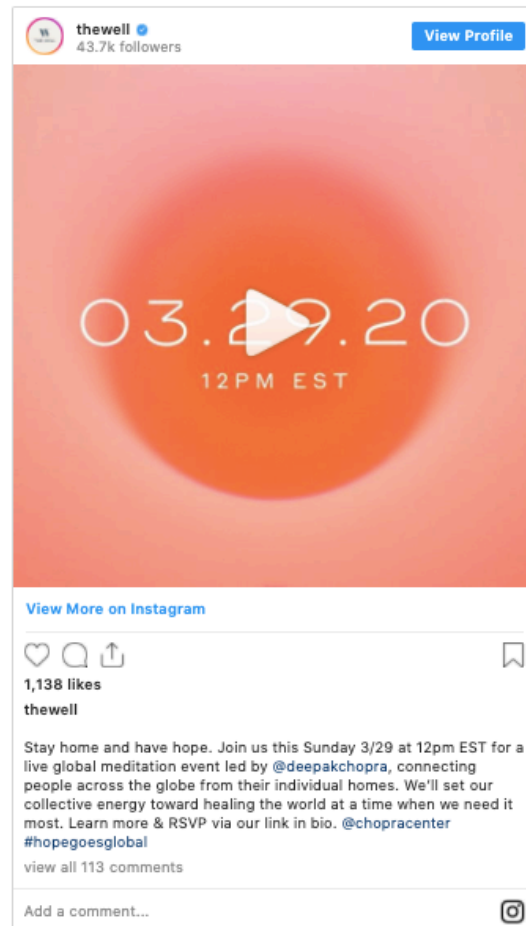 thewell
43.7k followers
View Profile
03.29.20
12PM EST
View More on Instagram
1,138 likes
thewell
Stay home and have hope. Join us this Sunday 3/29 at 12pm EST for a
live global meditation event led by @deepakchopra, connecting
people across the globe from their individual homes. We'll set our
collective energy toward healing the world at a time when we need it
most. Learn more & RSVP via our link in bio. @chopracenter
#hopegoesglobal
view all 113 comments
Add a comment...